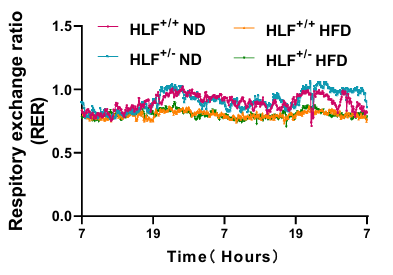 HLF+/+ ND
HLF+/+ HFD
HLF+/- ND
HLF+/- HFD
Respitory exchange ratio
(RER)
1.5
1.0
0.5
0.0
7
19
7
19
7
Time( Hours)